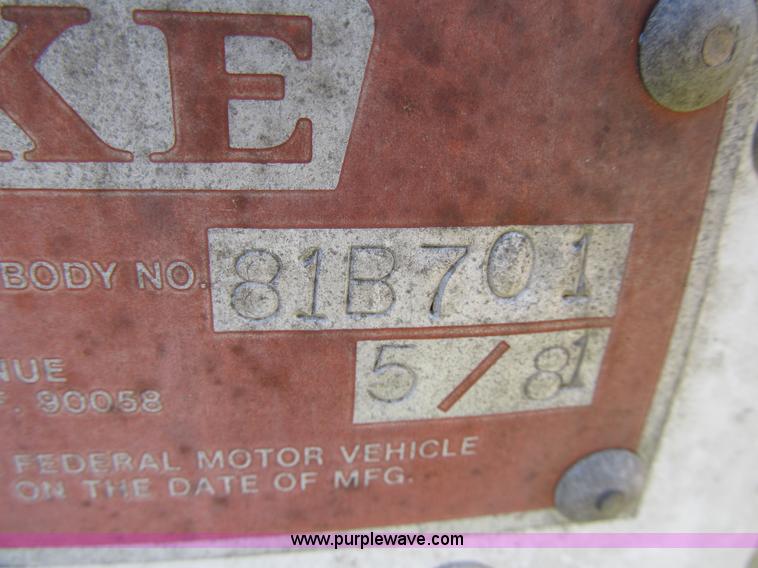 KE
BODY NO. 81B701
NUE
F. 90058
5/81
FEDERAL MOTOR VEHICLE
ON THE DATE OF MFG.
www.purplewave.com